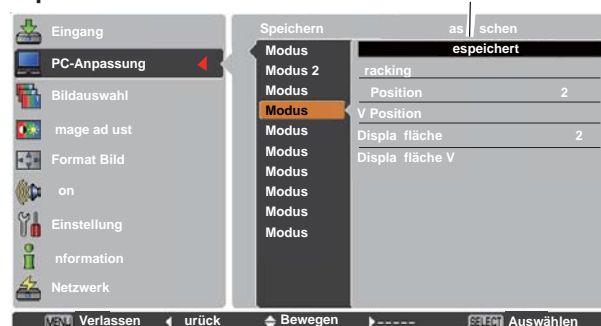 Eingang
PC-Anpassung
Bildauswahl
mage ad ust
Format Bild
on
Einstellung
nformation
Netzwerk
Speichern
Modus
Modus 2
Modus
Modus
Modus
Modus
Modus
Modus
Modus
Modus
as schen
espeichert
racking
Position 2
V Position
Displa fläche 2
Displa fläche V
MENU Verlassen urück Bewegen ----- SELECT Auswählen